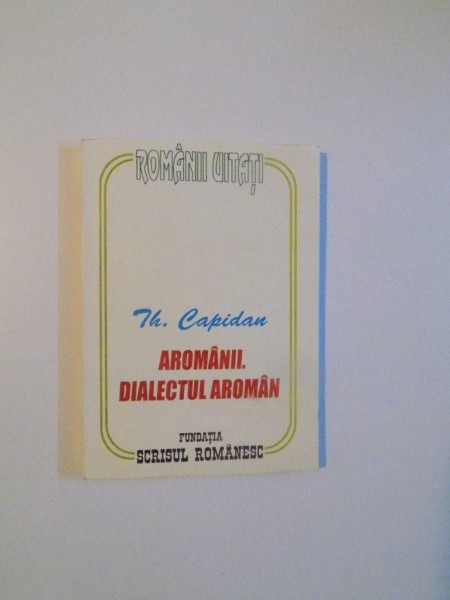 ROMÂNII UITAȚI
Th. Capidan
AROMÂNII.
DIALECTUL AROMÂN
FUNDAȚIA
SCRISUL ROMÂNESC